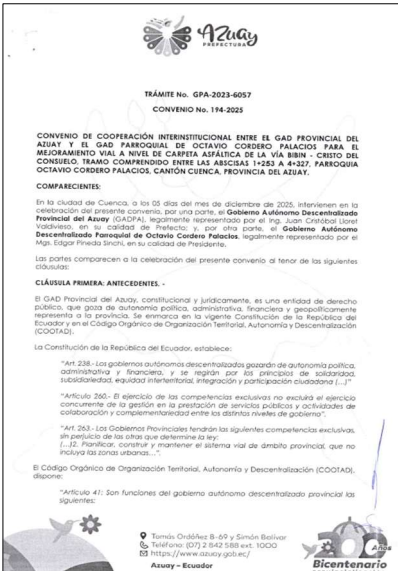 Azuay
PREFECTURA
TRÁMITE No. GPA-2023-6057
CONVENIO No. 194-2025
CONVENIO DE COOPERACIÓN INTERINSTITUCIONAL ENTRE EL GAD PROVINCIAL DEL
AZUAY Y EL GAD PARROQUIAL DE OCTAVIO CORDERO PALACIOS PARA EL
MEJORAMIENTO VIAL A NIVEL DE CARPETA ASFÁLTICA DE LA VÍA BIBIN - CRISTO DEL
CONSUELO, TRAMO COMPRENDIDO ENTRE LAS ABSCISAS 1+253 A 4+327, PARROQUIA
OCTAVIO CORDERO PALACIOS, CANTÓN CUENCA, PROVINCIA DEL AZUAY.
COMPARECIENTES:
En la ciudad de Cuenca, a los 05 días del mes de diciembre de 2025, intervienen en la
celebración del presente convenio, por una parte, el Gobierno Autónomo Descentralizado
Provincial del Azuay (GADPA), legalmente representado por el Ing. Juan Cristóbal Lloret
Valdivieso, en su calidad de Prefecto; y, por otra parte, el Gobierno Autónomo
Descentralizado Parroquial de Octavio Cordero Palacios, legalmente representado por el
Mgs. Edgar Pineda Sinchi, en su calidad de Presidente.
Las partes comparecen a la celebración del presente convenio al tenor de las siguientes
cláusulas:
CLÁUSULA PRIMERA: ANTECEDENTES. -
El GAD Provincial del Azuay, constitucional y jurídicamente, es una entidad de derecho
público, que goza de autonomía política, administrativa, financiera y geopolíticamente
representa a la provincia. Se enmarca en la vigente Constitución de la República del
Ecuador y en el Código Orgánico de Organización Territorial, Autonomía y Descentralización
(COOTAD).
La Constitución de la República del Ecuador, establece:
"Art. 238.- Los gobiernos autónomos descentralizados gozarán de autonomía política,
administrativa y financiera, y se regirán por los principios de solidaridad,
subsidiariedad, equidad interterritorial, integración y participación ciudadana (...)"
"Artículo 260.- El ejercicio de las competencias exclusivas no excluirá el ejercicio
concurrente de la gestión en la prestación de servicios públicos y actividades de
colaboración y complementariedad entre los distintos niveles de gobierno".
"Art. 263.- Los Gobiernos Provinciales tendrán las siguientes competencias exclusivas,
sin perjuicio de las otras que determine la ley:
(...)2. Planificar, construir y mantener el sistema vial de ámbito provincial, que no
incluya las zonas urbanas...".
El Código Orgánico de Organización Territorial, Autonomía y Descentralización (COOTAD),
dispone:
"Artículo 41: Son funciones del gobierno autónomo descentralizado provincial las
siguientes:
Tomás Ordóñez 8-69 y Simón Bolívar
Teléfono: (07) 2 842 588 ext. 1000
https://www.azuay.gob.ec/
Azuay – Ecuador
200 Años
Bicentenario